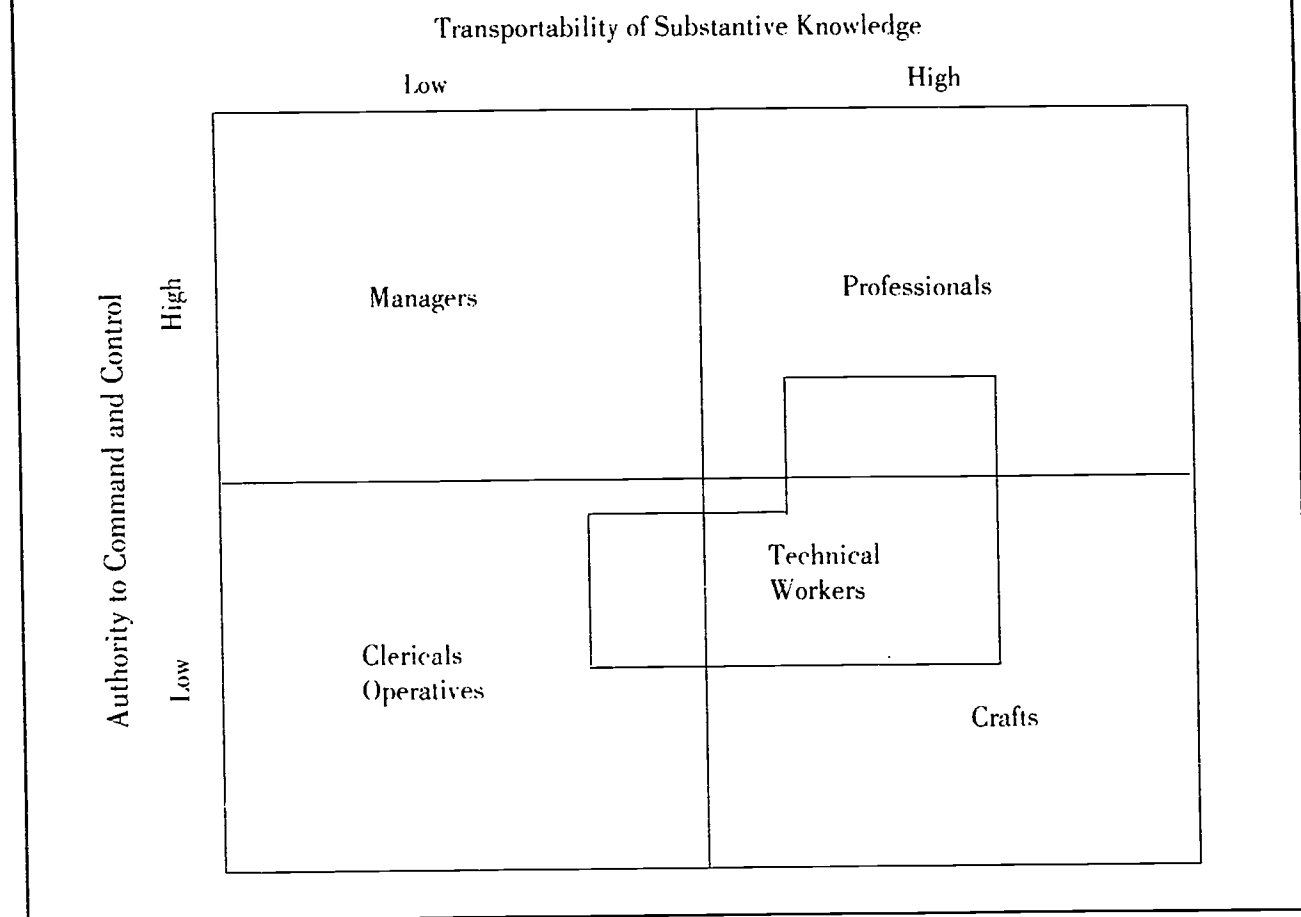 Transportability of Substantive Knowledge
Low
High
Authority to Command and Control
High
Low
Managers
Professionals
Technical
Workers
Clericals
Operatives
Crafts